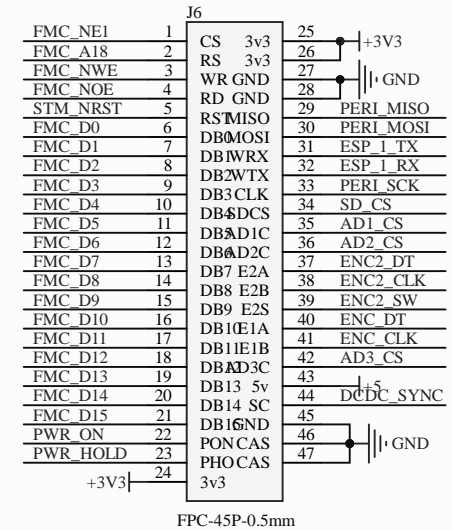 J6
FMC_NE1 1 CS 3v3 25
FMC_A18 2 RS 3v3 26 +3V3
FMC_NWE 3 WR GND 27
FMC_NOE 4 RD GND 28 GND
STM_NRST 5 RST MISO 29 PERI_MISO
FMC_D0 6 DB0 MOSI 30 PERI_MOSI
FMC_D1 7 DB1 WRX 31 ESP_1_TX
FMC_D2 8 DB2 WTX 32 ESP_1_RX
FMC_D3 9 DB3 CLK 33 PERI_SCK
FMC_D4 10 DB4 SDCS 34 SD_CS
FMC_D5 11 DB5 AD1C 35 AD1_CS
FMC_D6 12 DB6 AD2C 36 AD2_CS
FMC_D7 13 DB7 E2A 37 ENC2_DT
FMC_D8 14 DB8 E2B 38 ENC2_CLK
FMC_D9 15 DB9 E2S 39 ENC2_SW
FMC_D10 16 DB10 E1A 40 ENC_DT
FMC_D11 17 DB11 E1B 41 ENC_CLK
FMC_D12 18 DB12 AD3C 42 AD3_CS
FMC_D13 19 DB13 5v 43 +5
FMC_D14 20 DB14 SC 44 DCDC_SYNC
FMC_D15 21 DB15 GND 45
PWR_ON 22 PON CAS 46 GND
PWR_HOLD 23 PHO CAS 47
+3V3 24 3v3
FPC-45P-0.5mm